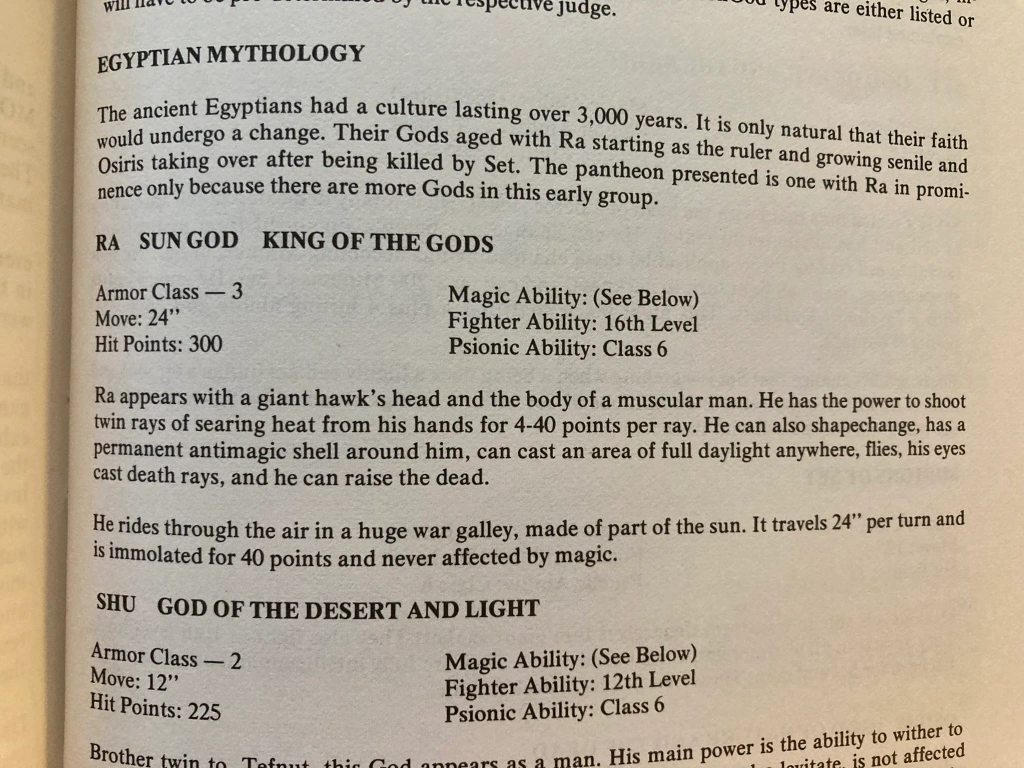 will have to be pre-determined by the respective judge.
God types are either listed or
EGYPTIAN MYTHOLOGY
The ancient Egyptians had a culture lasting over 3,000 years. It is only natural that their faith
would undergo a change. Their Gods aged with Ra starting as the ruler and growing senile and
Osiris taking over after being killed by Set. The pantheon presented is one with Ra in promi-
nence only because there are more Gods in this early group.
RA SUN GOD KING OF THE GODS
Armor Class — 3
Move: 24”
Hit Points: 300
Magic Ability: (See Below)
Fighter Ability: 16th Level
Psionic Ability: Class 6
Ra appears with a giant hawk’s head and the body of a muscular man. He has the power to shoot
twin rays of searing heat from his hands for 4-40 points per ray. He can also shapechange, has a
permanent antimagic shell around him, can cast an area of full daylight anywhere, flies, his eyes
cast death rays, and he can raise the dead.
He rides through the air in a huge war galley, made of part of the sun. It travels 24” per turn and
is immolated for 40 points and never affected by magic.
SHU GOD OF THE DESERT AND LIGHT
Armor Class — 2
Move: 12”
Hit Points: 225
Magic Ability: (See Below)
Fighter Ability: 12th Level
Psionic Ability: Class 6
Brother twin to Tefnut, this God appears as a man. His main power is the ability to wither to
levitate, is not affected